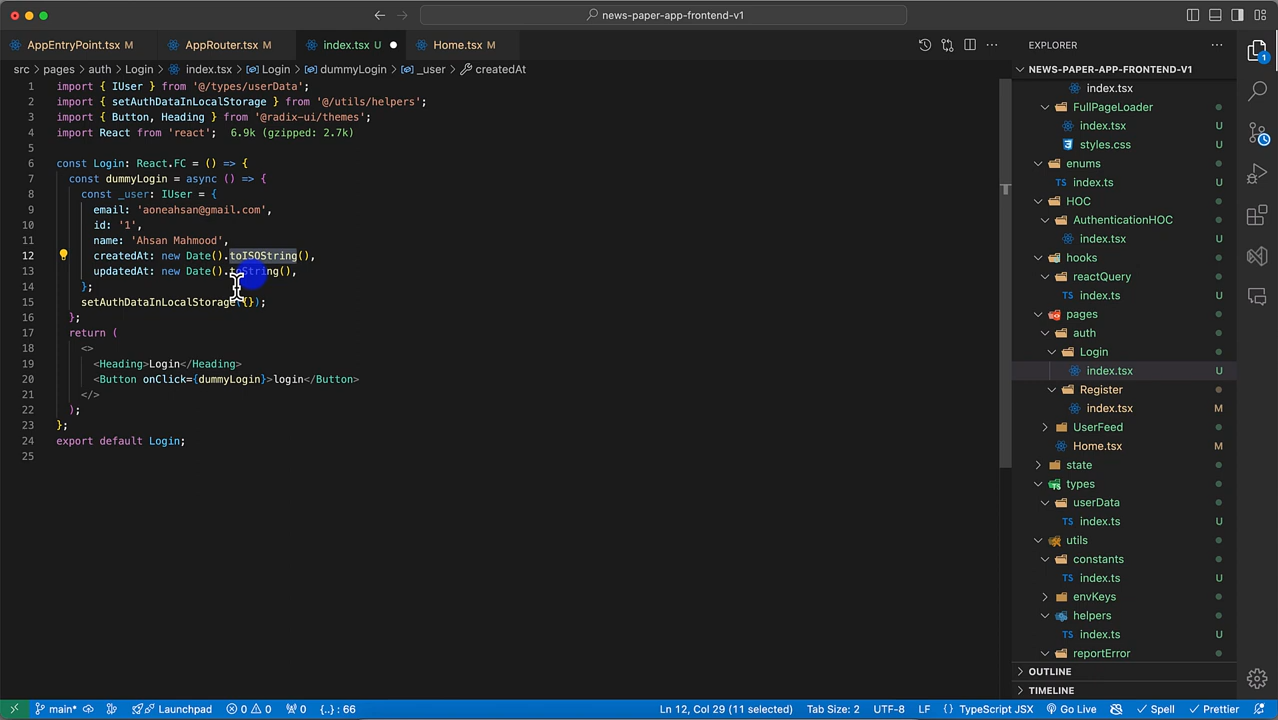 news-paper-app-frontend-v1
AppEntryPoint.tsx M
AppRouter.tsx M
index.tsx U
Home.tsx M
EXPLORER
src > pages > auth > Login > index.tsx > Login > dummyLogin > _user > createdAt
NEWS-PAPER-APP-FRONTEND-V1
1 import { IUser } from '@/types/userData';
2 import { setAuthDataInLocalStorage } from '@/utils/helpers';
3 import { Button, Heading } from '@radix-ui/themes';
4 import React from 'react'; 6.9k (gzipped: 2.7k)
5
6 const Login: React.FC = () => {
7 const dummyLogin = async () => {
8 const _user: IUser = {
9 email: 'aoneahsan@gmail.com',
10 id: '1',
11 name: 'Ahsan Mahmood',
12 createdAt: new Date().toISOString(),
13 updatedAt: new Date().toString(),
14 };
15 setAuthDataInLocalStorage({});
16 };
17 return (
18 <>
19 <Heading>Login</Heading>
20 <Button onClick={dummyLogin}>login</Button>
21 </>
22 );
23 };
24 export default Login;
25
index.tsx
FullPageLoader
index.tsx U
styles.css U
enums
index.ts U
HOC
AuthenticationHOC
index.tsx U
hooks
reactQuery
index.ts U
pages
auth
Login
index.tsx U
Register
index.tsx M
UserFeed
Home.tsx M
state
types
userData
index.ts U
utils
constants
index.ts U
envKeys
helpers
index.ts U
reportError
OUTLINE
TIMELINE
1
main*
Launchpad
0 0
0
{..} : 66
Ln 12, Col 29 (11 selected)
Tab Size: 2
UTF-8
LF
{} TypeScript JSX
Go Live
Spell
Prettier